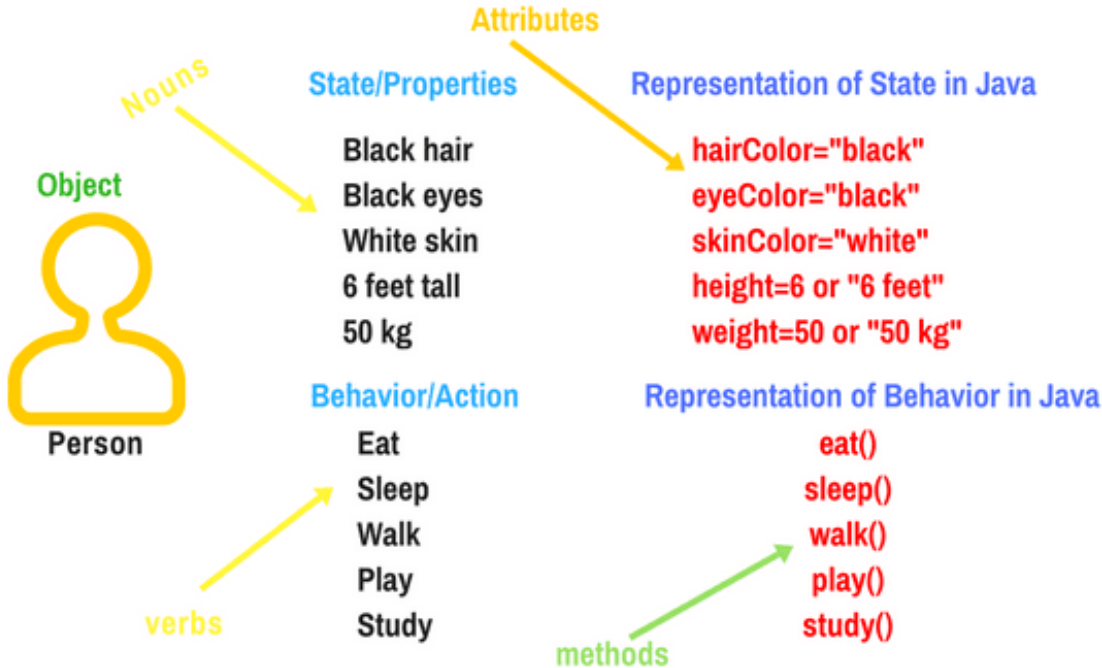 Attributes
Nouns
State/Properties
Representation of State in Java
Black hair
hairColor="black"
Black eyes
eyeColor="black"
White skin
skinColor="white"
6 feet tall
height=6 or "6 feet"
50 kg
weight=50 or "50 kg"
Object
Person
Behavior/Action
Representation of Behavior in Java
Eat
eat()
Sleep
sleep()
Walk
walk()
Play
play()
Study
study()
verbs
methods